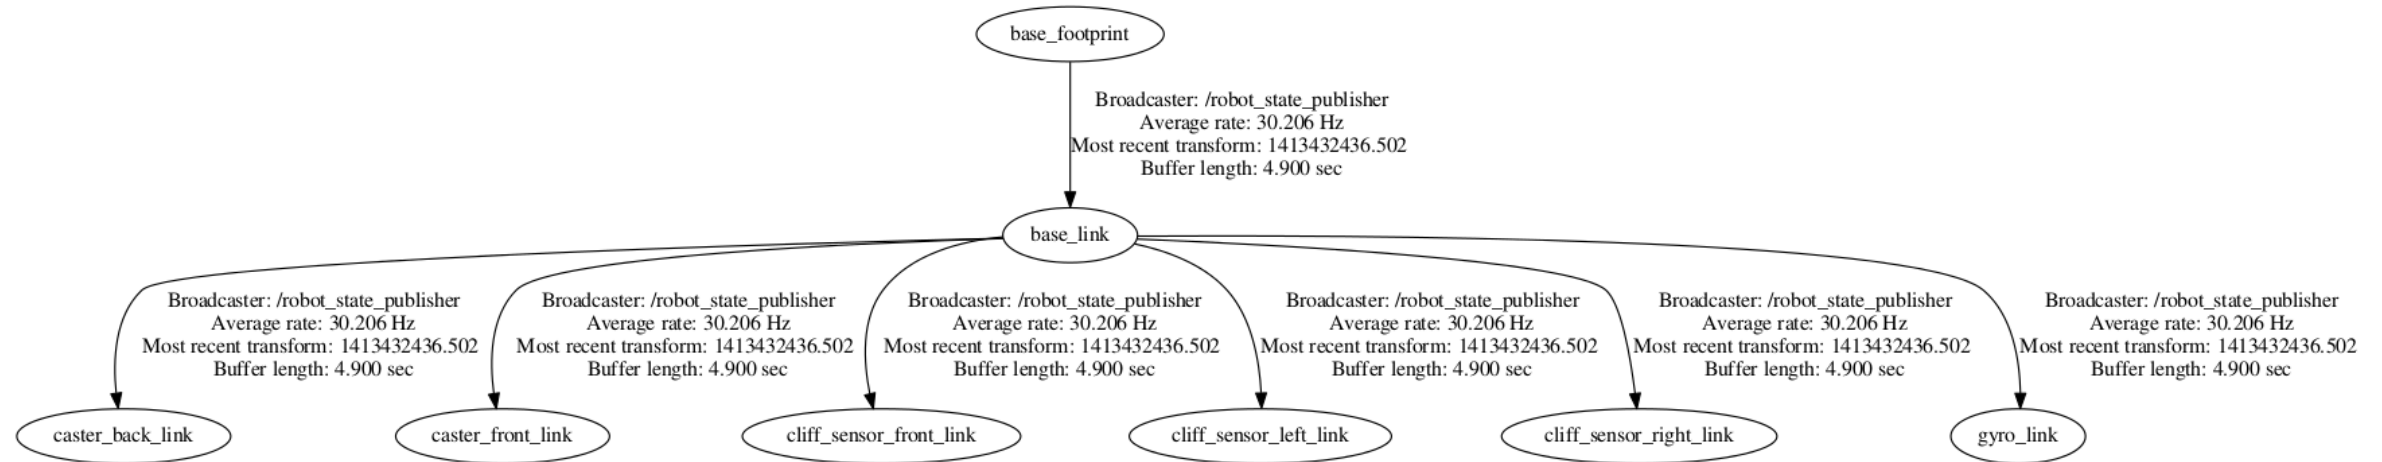 base_footprint
Broadcaster: /robot_state_publisher
Average rate: 30.206 Hz
Most recent transform: 1413432436.502
Buffer length: 4.900 sec
base_link
Broadcaster: /robot_state_publisher
Average rate: 30.206 Hz
Most recent transform: 1413432436.502
Buffer length: 4.900 sec
Broadcaster: /robot_state_publisher
Average rate: 30.206 Hz
Most recent transform: 1413432436.502
Buffer length: 4.900 sec
Broadcaster: /robot_state_publisher
Average rate: 30.206 Hz
Most recent transform: 1413432436.502
Buffer length: 4.900 sec
Broadcaster: /robot_state_publisher
Average rate: 30.206 Hz
Most recent transform: 1413432436.502
Buffer length: 4.900 sec
Broadcaster: /robot_state_publisher
Average rate: 30.206 Hz
Most recent transform: 1413432436.502
Buffer length: 4.900 sec
Broadcaster: /robot_state_publisher
Average rate: 30.206 Hz
Most recent transform: 1413432436.502
Buffer length: 4.900 sec
caster_back_link
caster_front_link
cliff_sensor_front_link
cliff_sensor_left_link
cliff_sensor_right_link
gyro_link